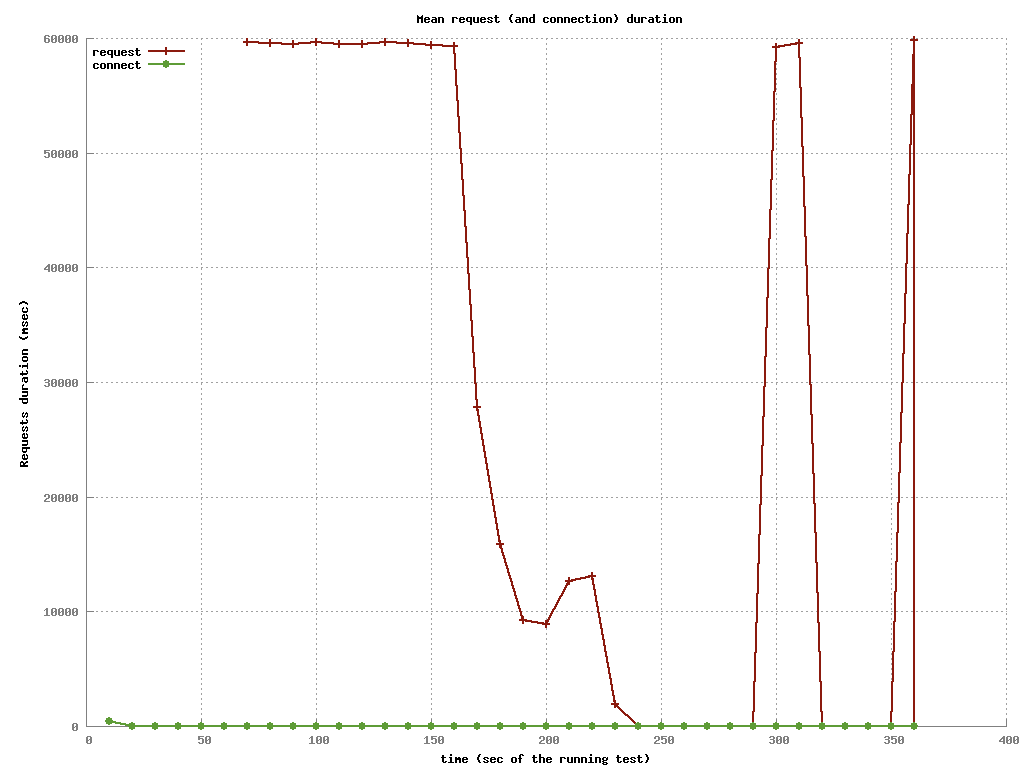 Mean request (and connection) duration
request
connect
60000
50000
40000
30000
20000
10000
0
Requests duration (msec)
0 50 100 150 200 250 300 350 400
time (sec of the running test)